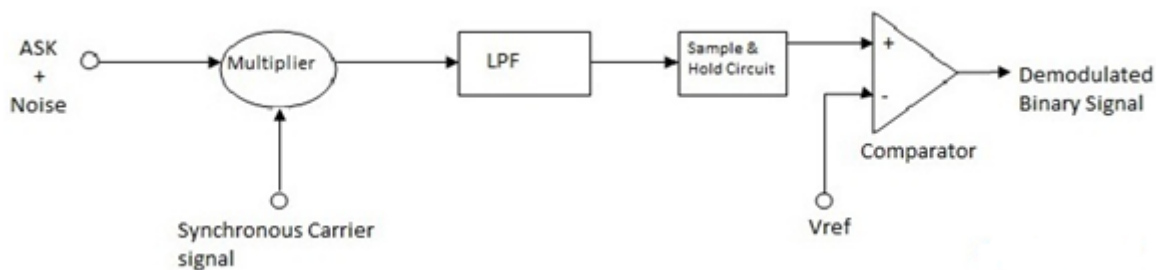 ASK
+
Noise
Multiplier
LPF
Sample &
Hold Circuit
+
-
Comparator
Demodulated
Binary Signal
Synchronous Carrier
signal
Vref